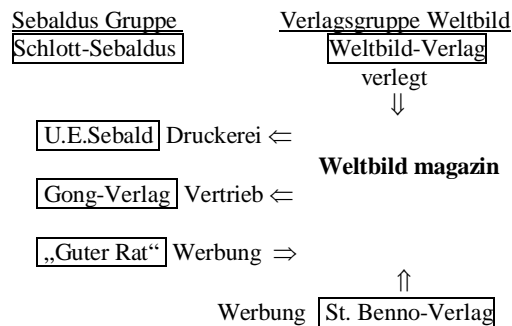 Sebaldus Gruppe Verlagsgruppe Weltbild
Schlott-Sebaldus Weltbild-Verlag
verlegt
⇓
U.E.Sebald Druckerei ⇐
Weltbild magazin
Gong-Verlag Vertrieb ⇐
„Guter Rat“ Werbung ⇒
⇑
Werbung St. Benno-Verlag